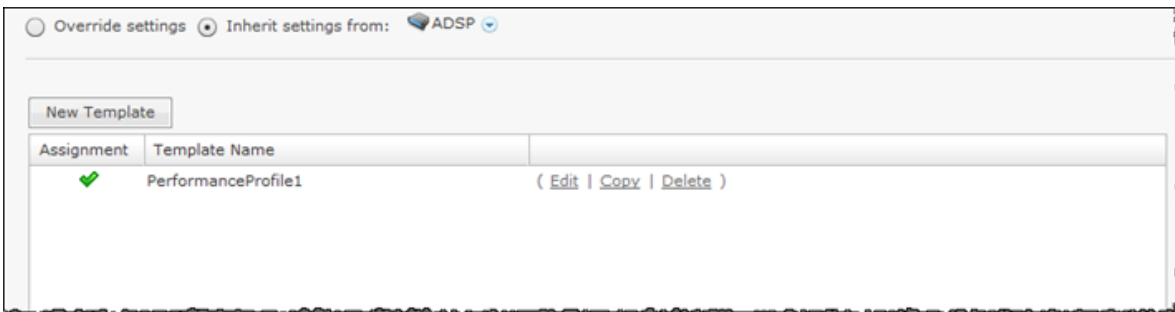 Override settings Inherit settings from: ADSP
New Template
Assignment Template Name
PerformanceProfile1 ( Edit | Copy | Delete )